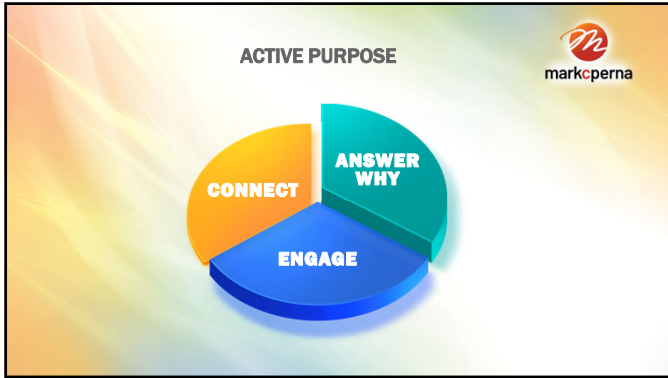 ACTIVE PURPOSE
markcperna
ANSWER
WHY
CONNECT
ENGAGE